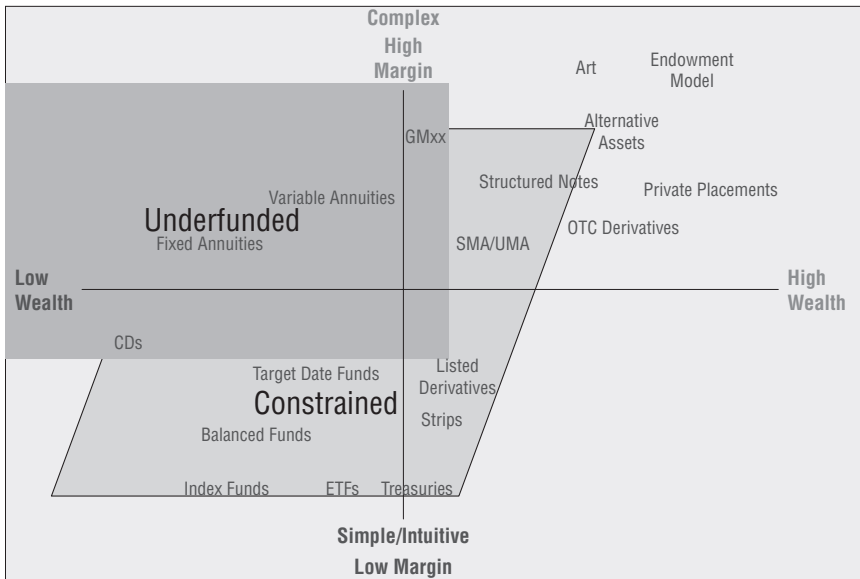 Complex
High
Margin
Art
Endowment
Model
Alternative
Assets
GMxx
Structured Notes
Private Placements
Variable Annuities
Underfunded
OTC Derivatives
Fixed Annuities
SMA/UMA
Low
Wealth
High
Wealth
CDs
Target Date Funds
Listed
Derivatives
Constrained
Strips
Balanced Funds
Index Funds
ETFs
Treasuries
Simple/Intuitive
Low Margin